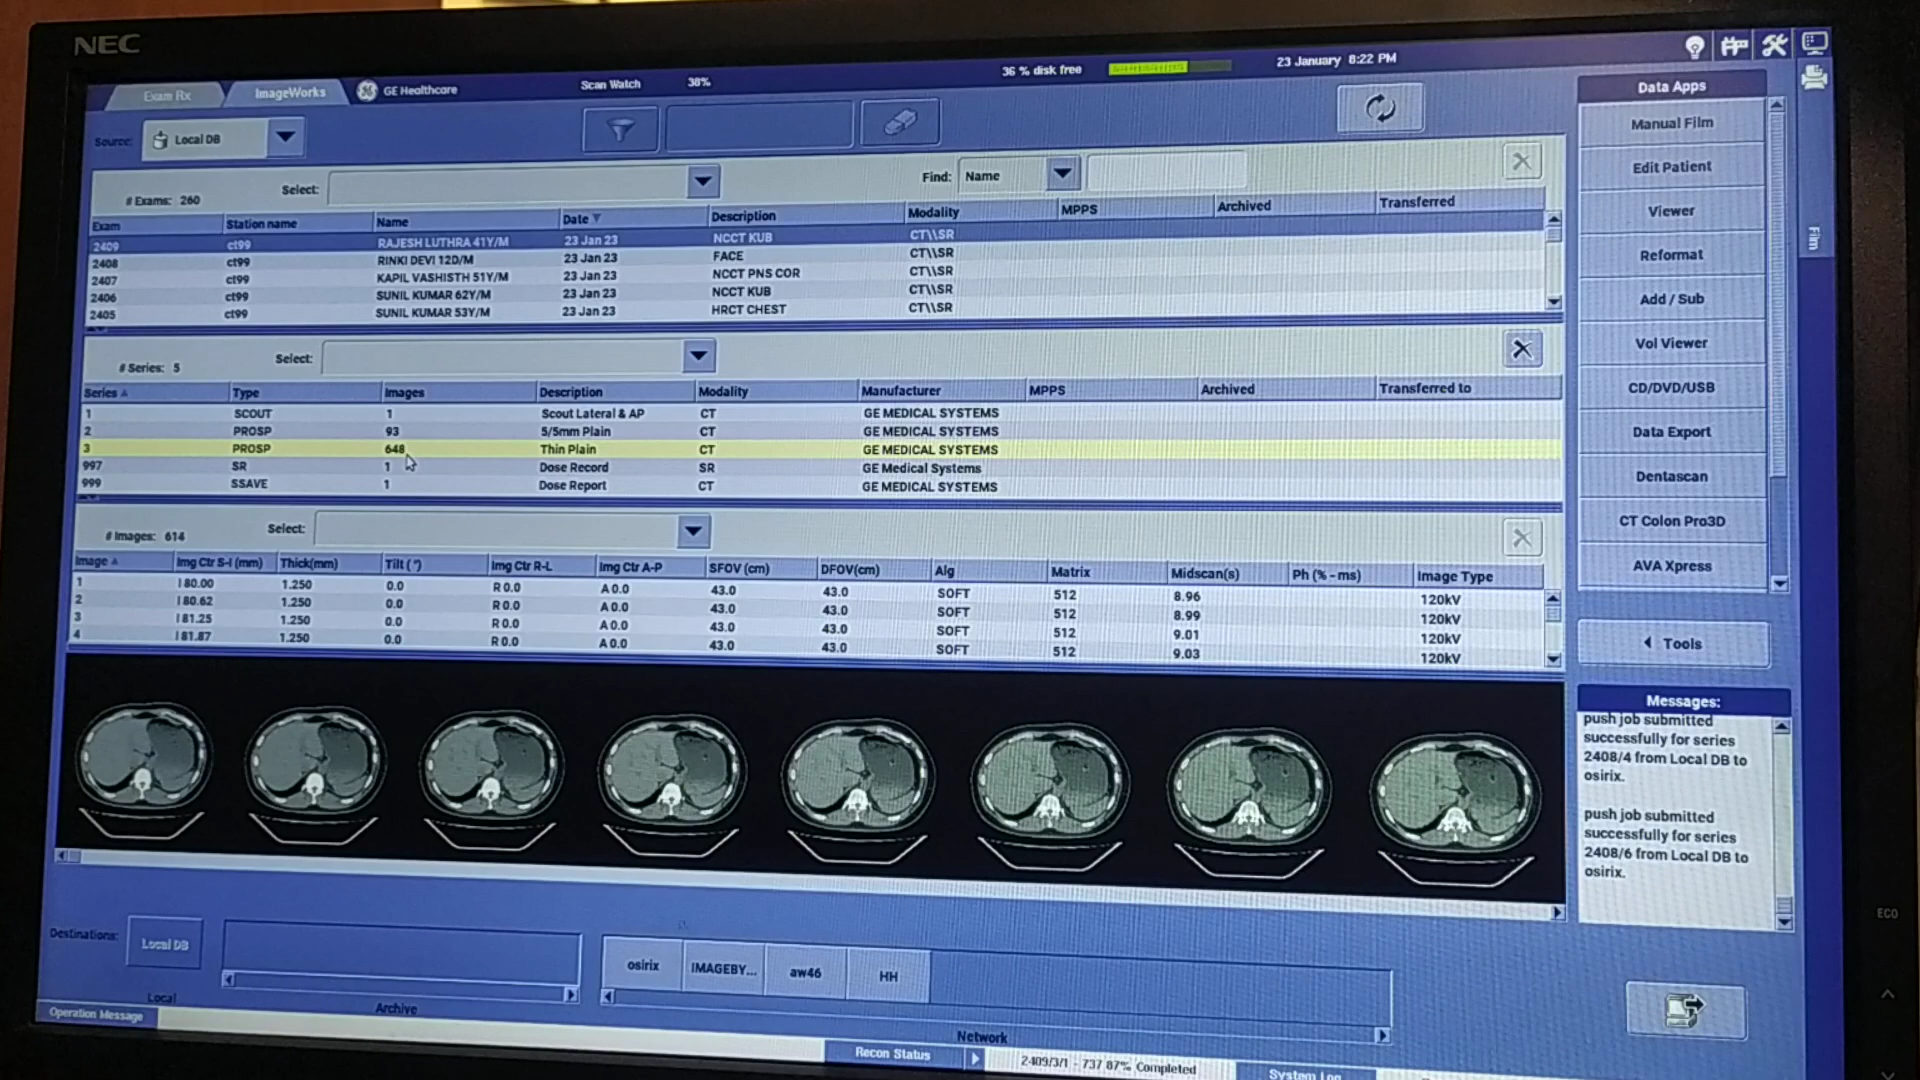 NEC
Exam Rx ImageWorks GE Healthcare Scan Watch 38% 36 % disk free 23 January 8:22 PM
Source: Local DB
# Exams: 260 Select: Find: Name
Exam Station name Name Date Description Modality MPPS Archived Transferred
2409 ct99 RAJESH LUTHRA 41Y/M 23 Jan 23 NCCT KUB CT\\SR
2408 ct99 RINKI DEVI 12D/M 23 Jan 23 FACE CT\\SR
2407 ct99 KAPIL VASHISTH 51Y/M 23 Jan 23 NCCT PNS COR CT\\SR
2406 ct99 SUNIL KUMAR 62Y/M 23 Jan 23 NCCT KUB CT\\SR
2405 ct99 SUNIL KUMAR 53Y/M 23 Jan 23 HRCT CHEST CT\\SR
# Series: 5 Select:
Series Type Images Description Modality Manufacturer MPPS Archived Transferred to
1 SCOUT 1 Scout Lateral & AP CT GE MEDICAL SYSTEMS
2 PROSP 93 5/5mm Plain CT GE MEDICAL SYSTEMS
3 PROSP 648 Thin Plain CT GE MEDICAL SYSTEMS
997 SR 1 Dose Record SR GE Medical Systems
999 SSAVE 1 Dose Report CT GE MEDICAL SYSTEMS
# Images: 614 Select:
Image Img Ctr S-I (mm) Thick(mm) Tilt (°) Img Ctr R-L Img Ctr A-P SFOV (cm) DFOV(cm) Alg Matrix Midscan(s) Ph (% - ms) Image Type
1 I 80.00 1.250 0.0 R 0.0 A 0.0 43.0 43.0 SOFT 512 8.96 120kV
2 I 80.62 1.250 0.0 R 0.0 A 0.0 43.0 43.0 SOFT 512 8.99 120kV
3 I 81.25 1.250 0.0 R 0.0 A 0.0 43.0 43.0 SOFT 512 9.01 120kV
4 I 81.87 1.250 0.0 R 0.0 A 0.0 43.0 43.0 SOFT 512 9.03 120kV
Data Apps
Manual Film
Edit Patient
Viewer
Reformat
Add / Sub
Vol Viewer
CD/DVD/USB
Data Export
Dentascan
CT Colon Pro3D
AVA Xpress
Tools
Film
Messages:
push job submitted
successfully for series
2408/4 from Local DB to
osirix.
push job submitted
successfully for series
2408/6 from Local DB to
osirix.
Destinations: Local DB osirix IMAGEBY... aw46 HH
Local Archive Network
Operation Message Recon Status 2409/3/1 - 737 87% Completed System Log
ECO